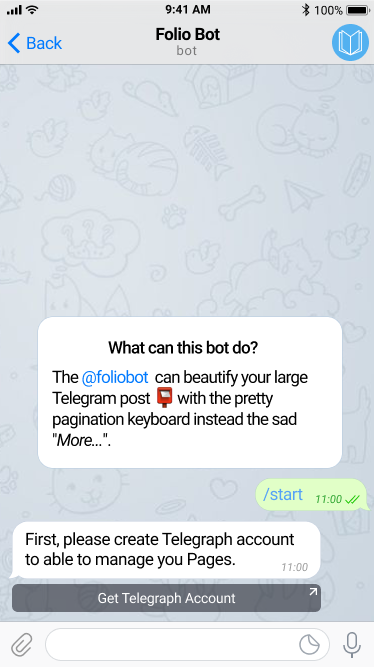 9:41 AM
100%
Back
Folio Bot
bot
What can this bot do?
The @foliobot can beautify your large
Telegram post 📮 with the pretty
pagination keyboard instead the sad
"More...".
/start 11:00
First, please create Telegraph account
to able to manage you Pages.
11:00
Get Telegraph Account